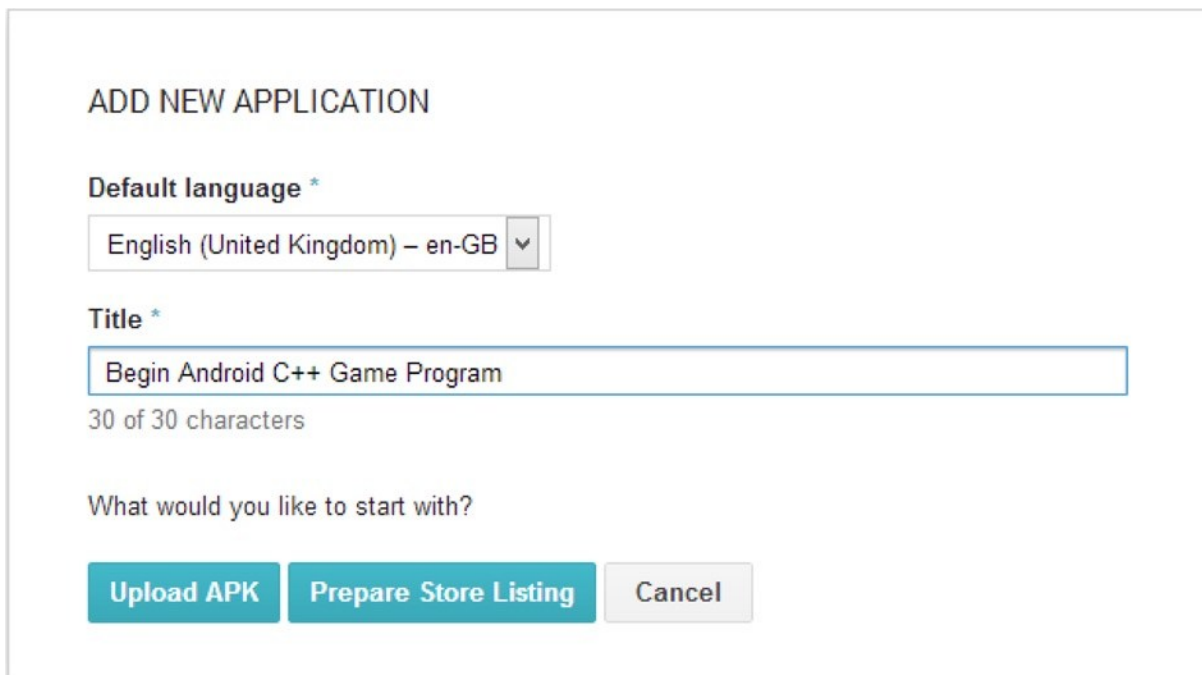 ADD NEW APPLICATION
Default language *
English (United Kingdom) – en-GB
Title *
Begin Android C++ Game Program
30 of 30 characters
What would you like to start with?
Upload APK Prepare Store Listing Cancel